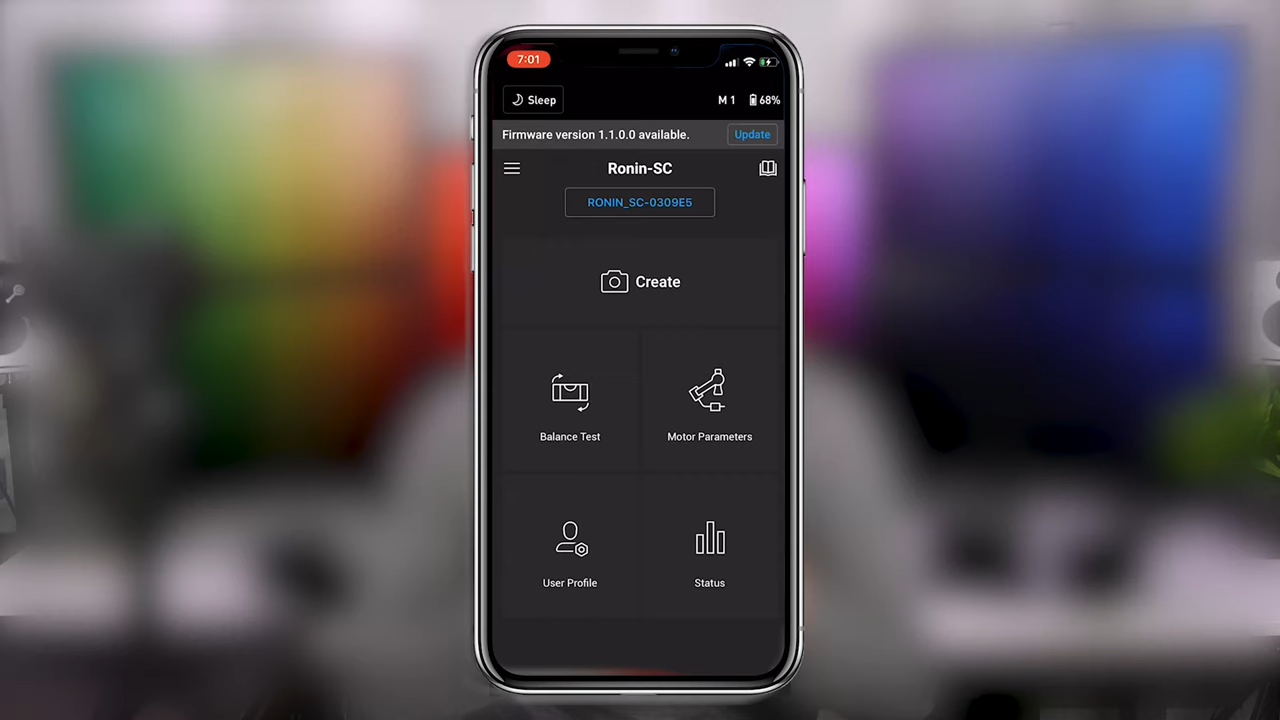 7:01
Sleep
M 1 68%
Firmware version 1.1.0.0 available. Update
Ronin-SC
RONIN_SC-0309E5
Create
Balance Test Motor Parameters
User Profile Status